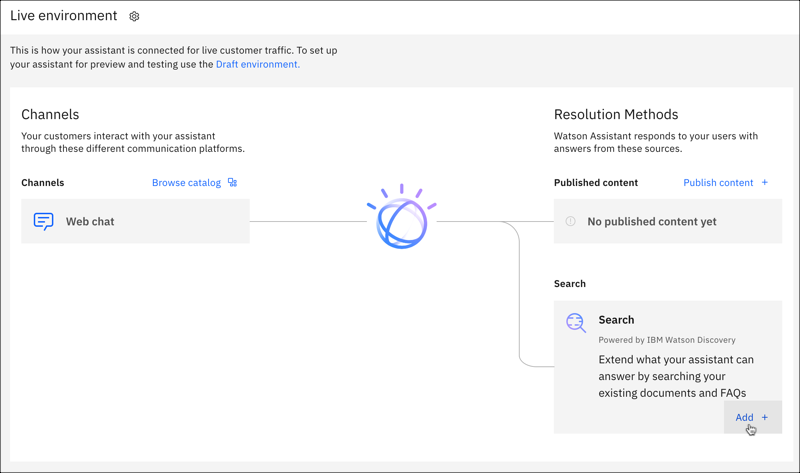 Live environment
This is how your assistant is connected for live customer traffic. To set up
your assistant for preview and testing use the Draft environment.
Channels
Your customers interact with your assistant
through these different communication platforms.
Channels
Browse catalog
Web chat
Resolution Methods
Watson Assistant responds to your users with
answers from these sources.
Published content
Publish content +
No published content yet
Search
Search
Powered by IBM Watson Discovery
Extend what your assistant can
answer by searching your
existing documents and FAQs
Add +